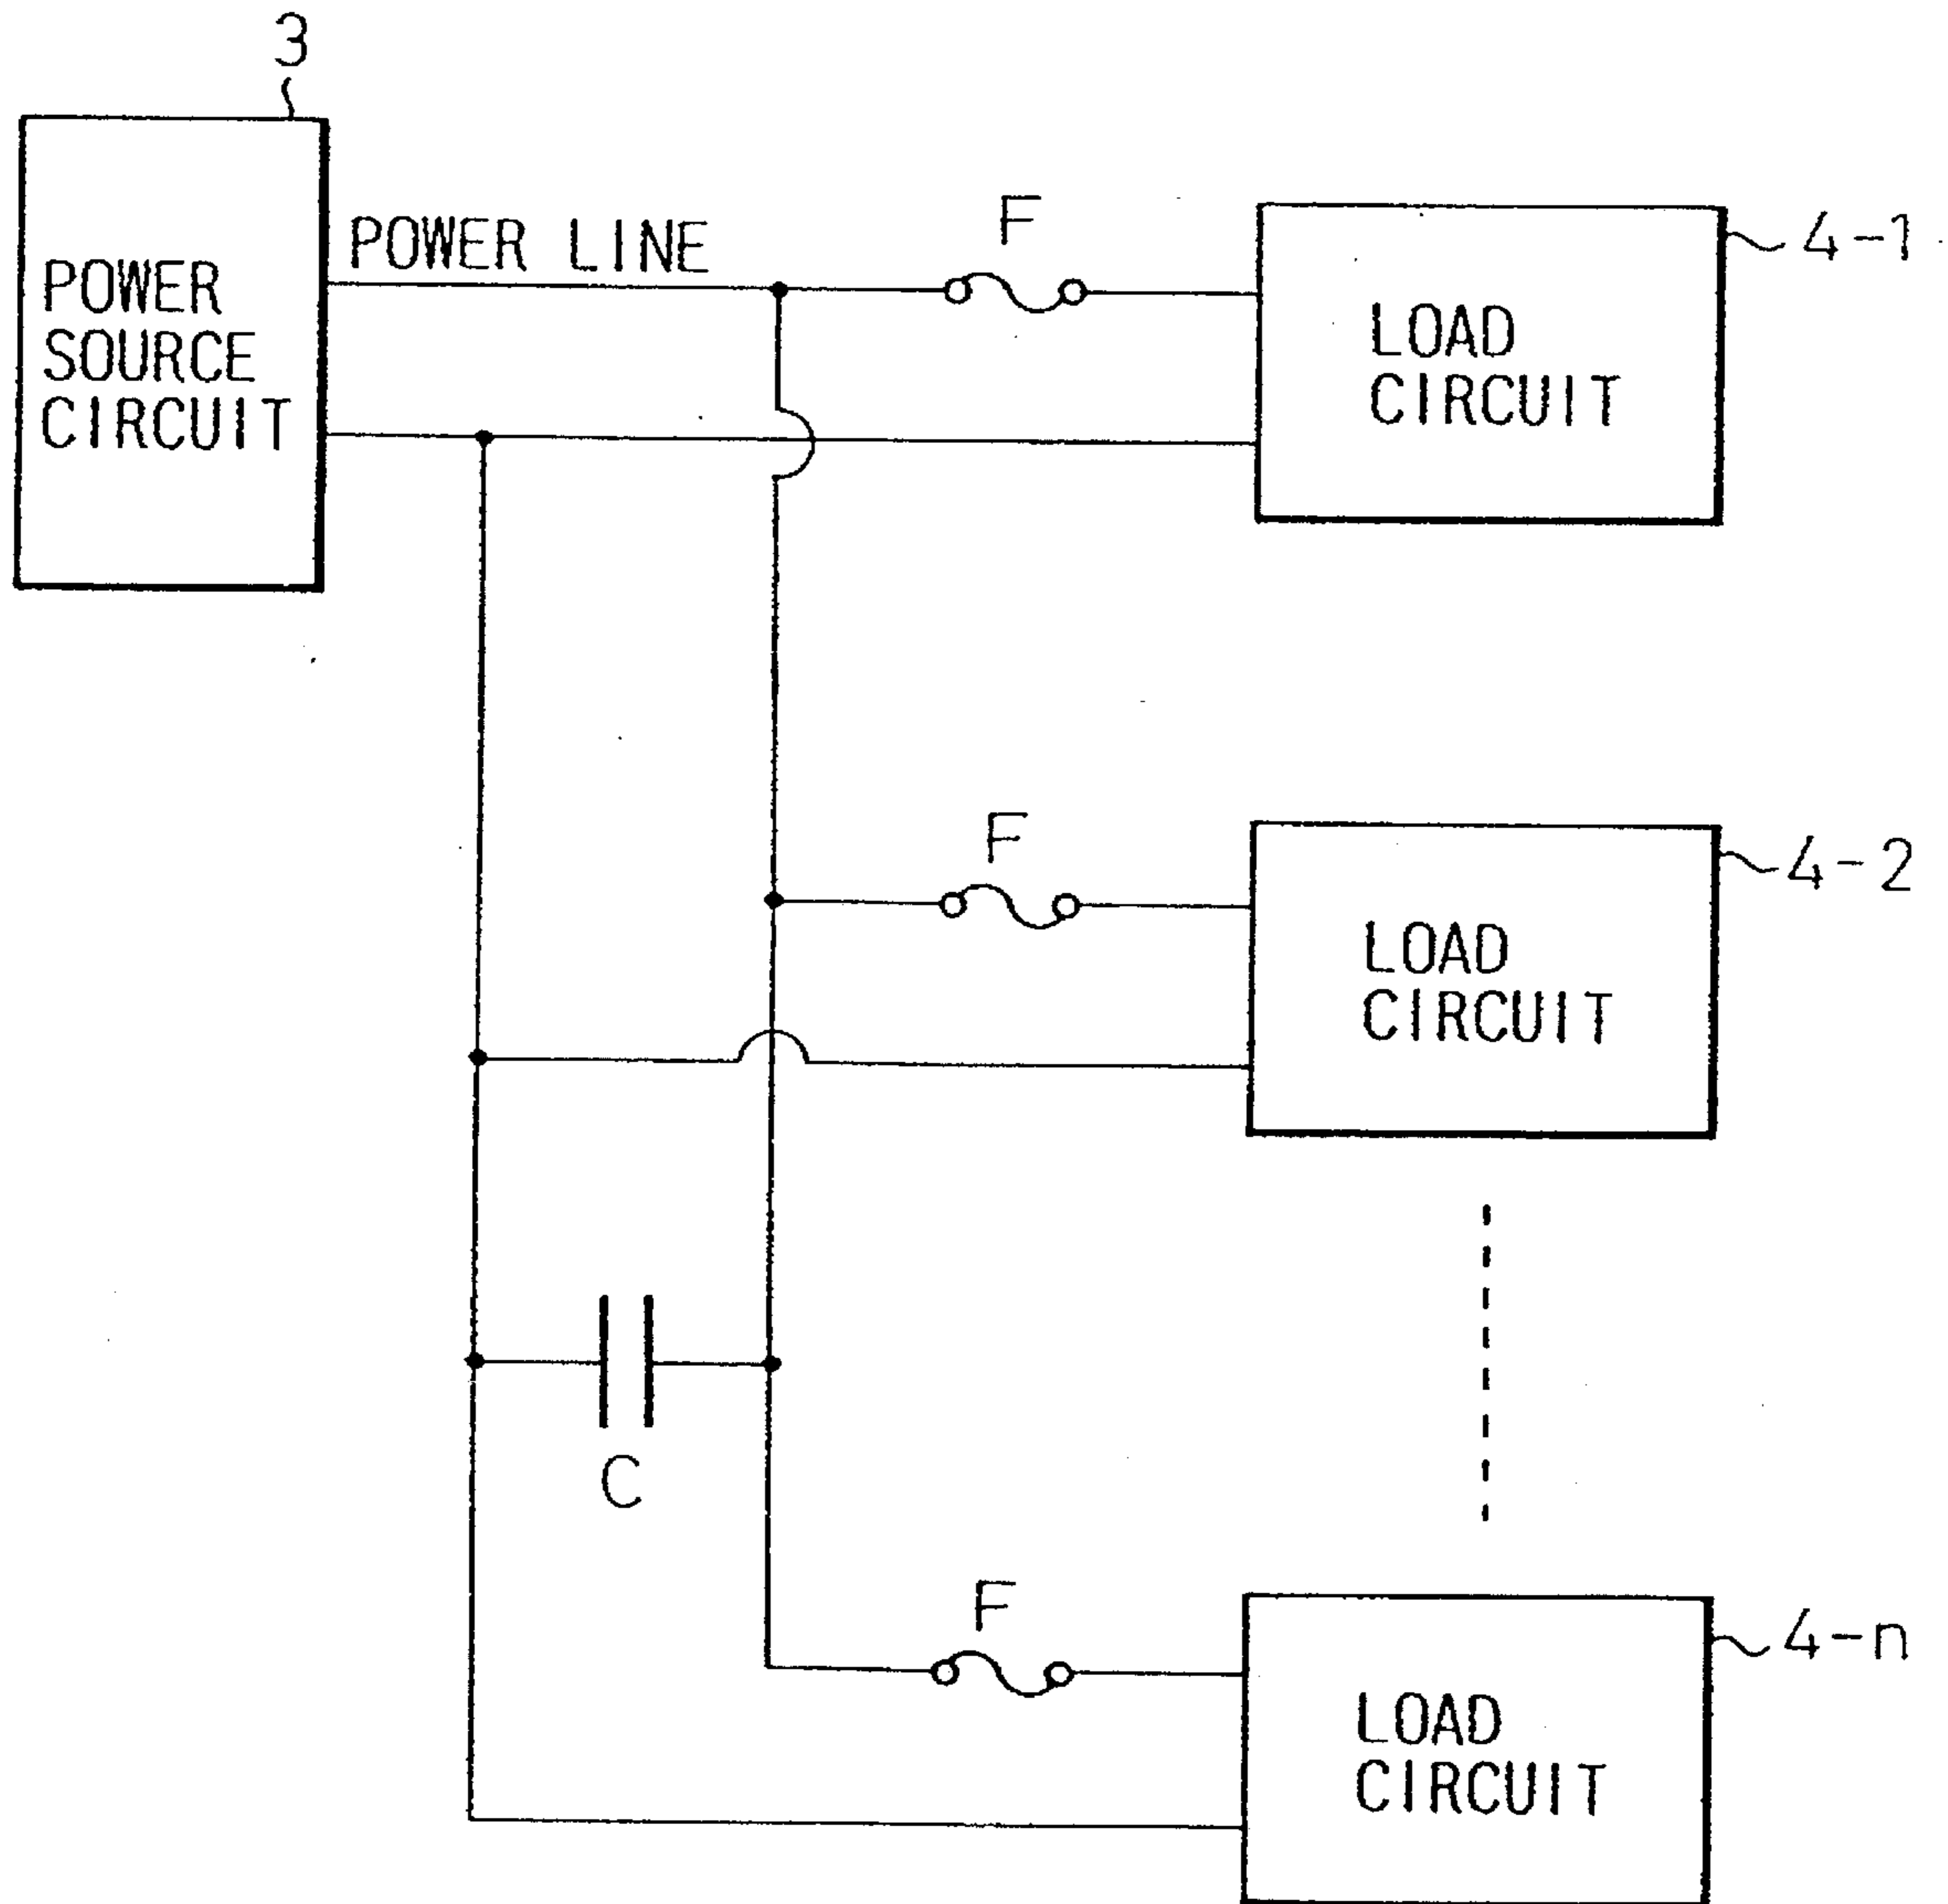 3
POWER LINE
POWER
SOURCE
CIRCUIT
F
LOAD
CIRCUIT
4-1
F
LOAD
CIRCUIT
4-2
C
F
LOAD
CIRCUIT
4-n